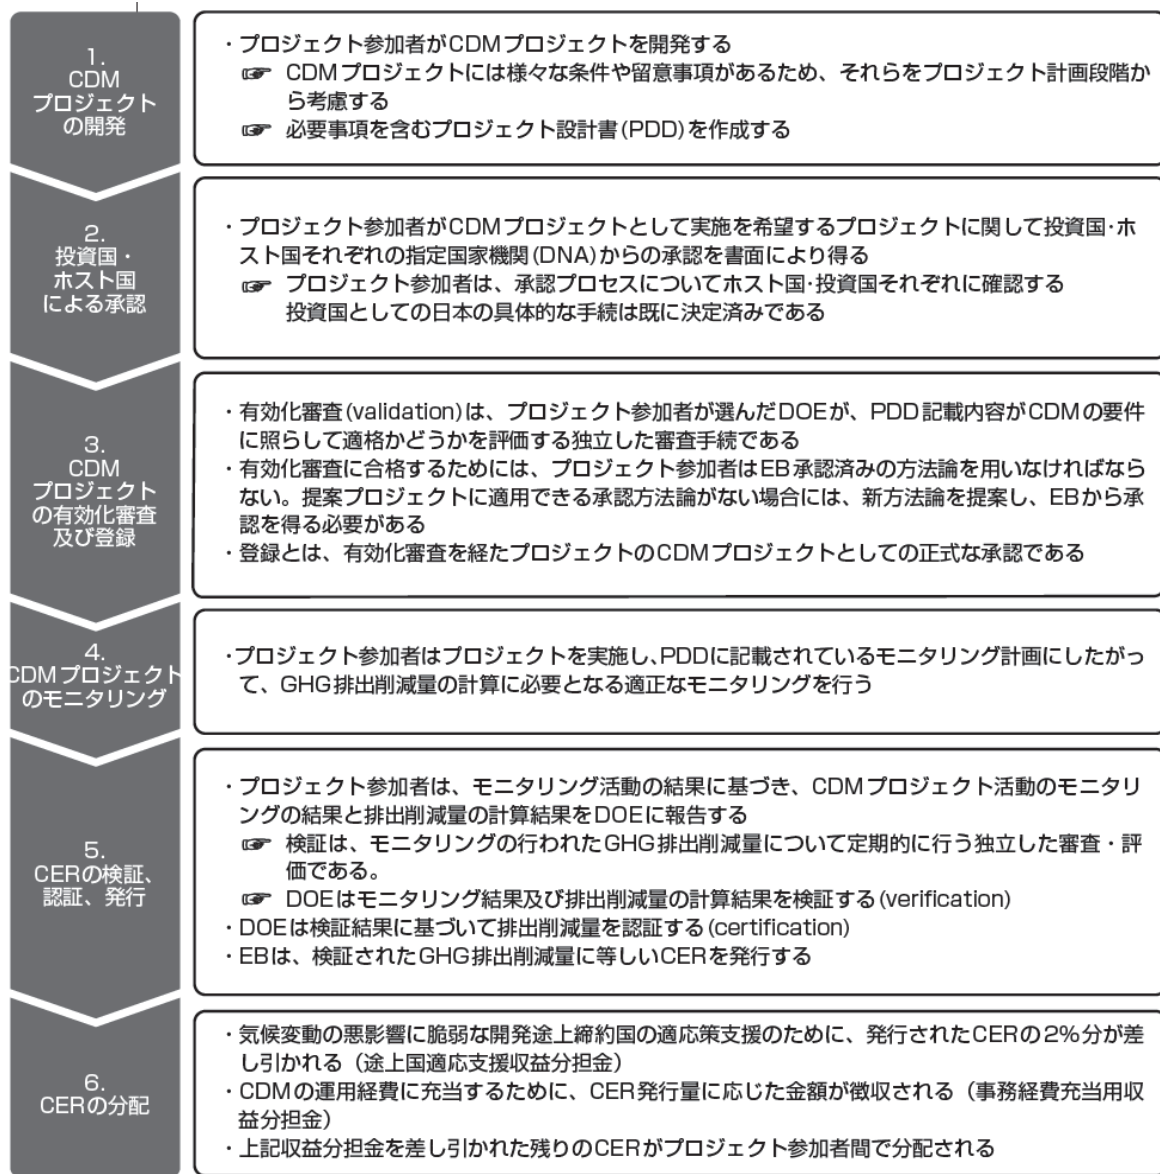 1.
CDM
プロジェクト
の開発
・プロジェクト参加者がCDMプロジェクトを開発する
☞ CDMプロジェクトには様々な条件や留意事項があるため、それらをプロジェクト計画段階か
ら考慮する
☞ 必要事項を含むプロジェクト設計書(PDD)を作成する
2.
投資国・
ホスト国
による承認
・プロジェクト参加者がCDMプロジェクトとして実施を希望するプロジェクトに関して投資国・ホ
スト国それぞれの指定国家機関(DNA)からの承認を書面により得る
☞ プロジェクト参加者は、承認プロセスについてホスト国・投資国それぞれに確認する
投資国としての日本の具体的な手続は既に決定済みである
3.
CDM
プロジェクト
の有効化審査
及び登録
・有効化審査(validation)は、プロジェクト参加者が選んだDOEが、PDD記載内容がCDMの要件
に照らして適格かどうかを評価する独立した審査手続である
・有効化審査に合格するためには、プロジェクト参加者はEB承認済みの方法論を用いなければなら
ない。提案プロジェクトに適用できる承認方法論がない場合には、新方法論を提案し、EBから承
認を得る必要がある
・登録とは、有効化審査を経たプロジェクトのCDMプロジェクトとしての正式な承認である
4.
CDMプロジェクト
のモニタリング
・プロジェクト参加者はプロジェクトを実施し、PDDに記載されているモニタリング計画にしたがっ
て、GHG排出削減量の計算に必要となる適正なモニタリングを行う
5.
CERの検証、
認証、発行
・プロジェクト参加者は、モニタリング活動の結果に基づき、CDMプロジェクト活動のモニタリ
ングの結果と排出削減量の計算結果をDOEに報告する
☞ 検証は、モニタリングの行われたGHG排出削減量について定期的に行う独立した審査・評
価である。
☞ DOEはモニタリング結果及び排出削減量の計算結果を検証する(verification)
・DOEは検証結果に基づいて排出削減量を認証する(certification)
・EBは、検証されたGHG排出削減量に等しいCERを発行する
6.
CERの分配
・気候変動の悪影響に脆弱な開発途上締約国の適応策支援のために、発行されたCERの2%分が差
し引かれる（途上国適応支援収益分担金）
・CDMの運用経費に充当するために、CER発行量に応じた金額が徴収される（事務経費充当用収
益分担金）
・上記収益分担金を差し引かれた残りのCERがプロジェクト参加者間で分配される